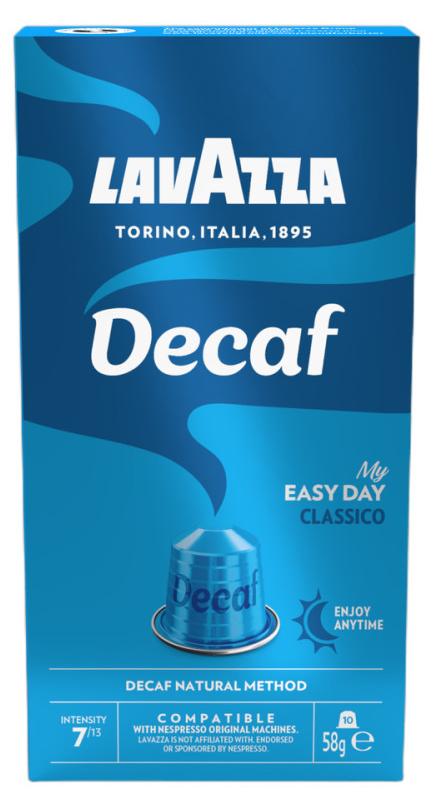 LAVAZZA
TORINO, ITALIA, 1895
Decaf
My
EASY DAY
CLASSICO
Decaf
ENJOY
ANYTIME
DECAF NATURAL METHOD
INTENSITY
7/13
COMPATIBLE
WITH NESPRESSO ORIGINAL MACHINES.
LAVAZZA IS NOT AFFILIATED WITH, ENDORSED
OR SPONSORED BY NESPRESSO.
10
58g ℮